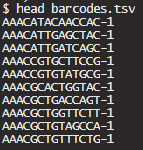 $ head barcodes.tsv
AAACATACAACCAC-1
AAACATTGAGCTAC-1
AAACATTGATCAGC-1
AAACCGTGCTTCCG-1
AAACCGTGTATGCG-1
AAACGCACTGGTAC-1
AAACGCTGACCAGT-1
AAACGCTGGTTCTT-1
AAACGCTGTAGCCA-1
AAACGCTGTTTCTG-1